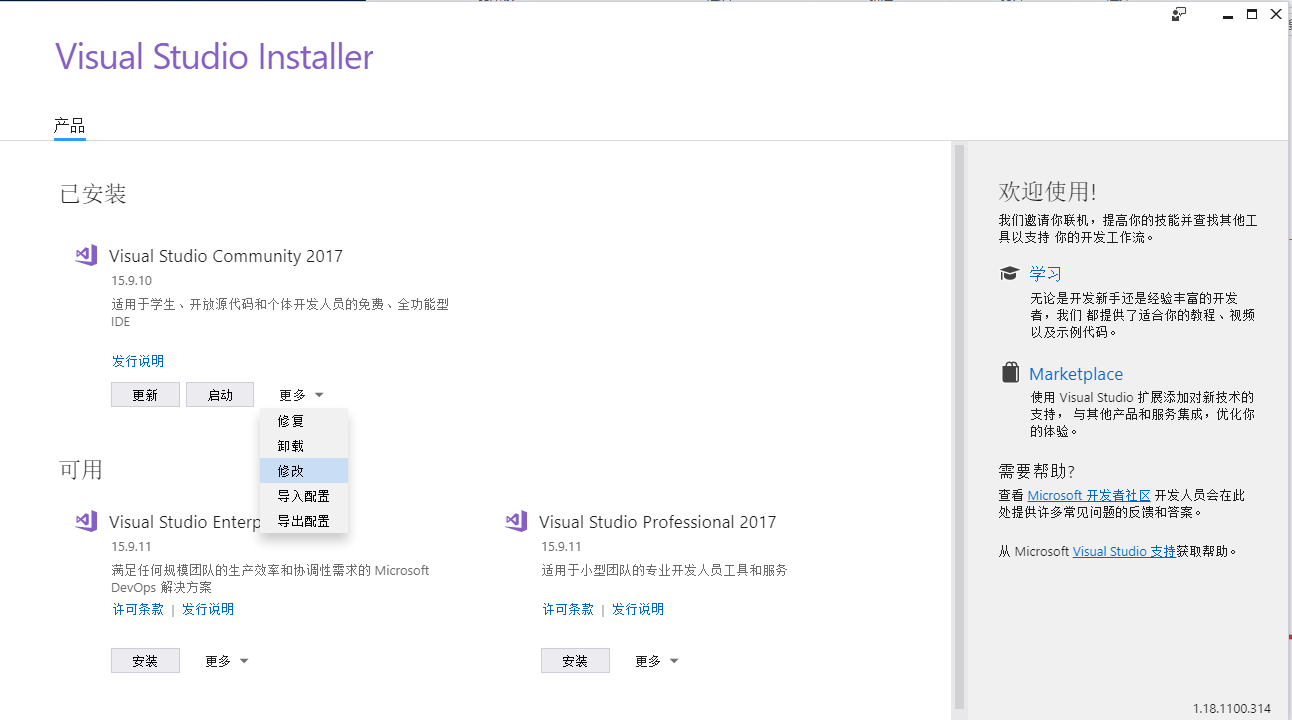 Visual Studio Installer
产品
已安装
Visual Studio Community 2017
15.9.10
适用于学生、开放源代码和个体开发人员的免费、全功能型
IDE
发行说明
更新 启动 更多
修复
卸载
修改
导入配置
导出配置
可用
Visual Studio Enterp
15.9.11
满足任何规模团队的生产效率和协调性需求的 Microsoft
DevOps 解决方案
许可条款 | 发行说明
安装 更多
Visual Studio Professional 2017
15.9.11
适用于小型团队的专业开发人员工具和服务
许可条款 | 发行说明
安装 更多
欢迎使用!
我们邀请你联机，提高你的技能并查找其他工
具以支持 你的开发工作流。
学习
无论是开发新手还是经验丰富的开发
者，我们 都提供了适合你的教程、视频
以及示例代码。
Marketplace
使用 Visual Studio 扩展添加对新技术的
支持， 与其他产品和服务集成，优化你
的体验。
需要帮助?
查看 Microsoft 开发者社区 开发人员会在此
处提供许多常见问题的反馈和答案。
从 Microsoft Visual Studio 支持获取帮助。
1.18.1100.314